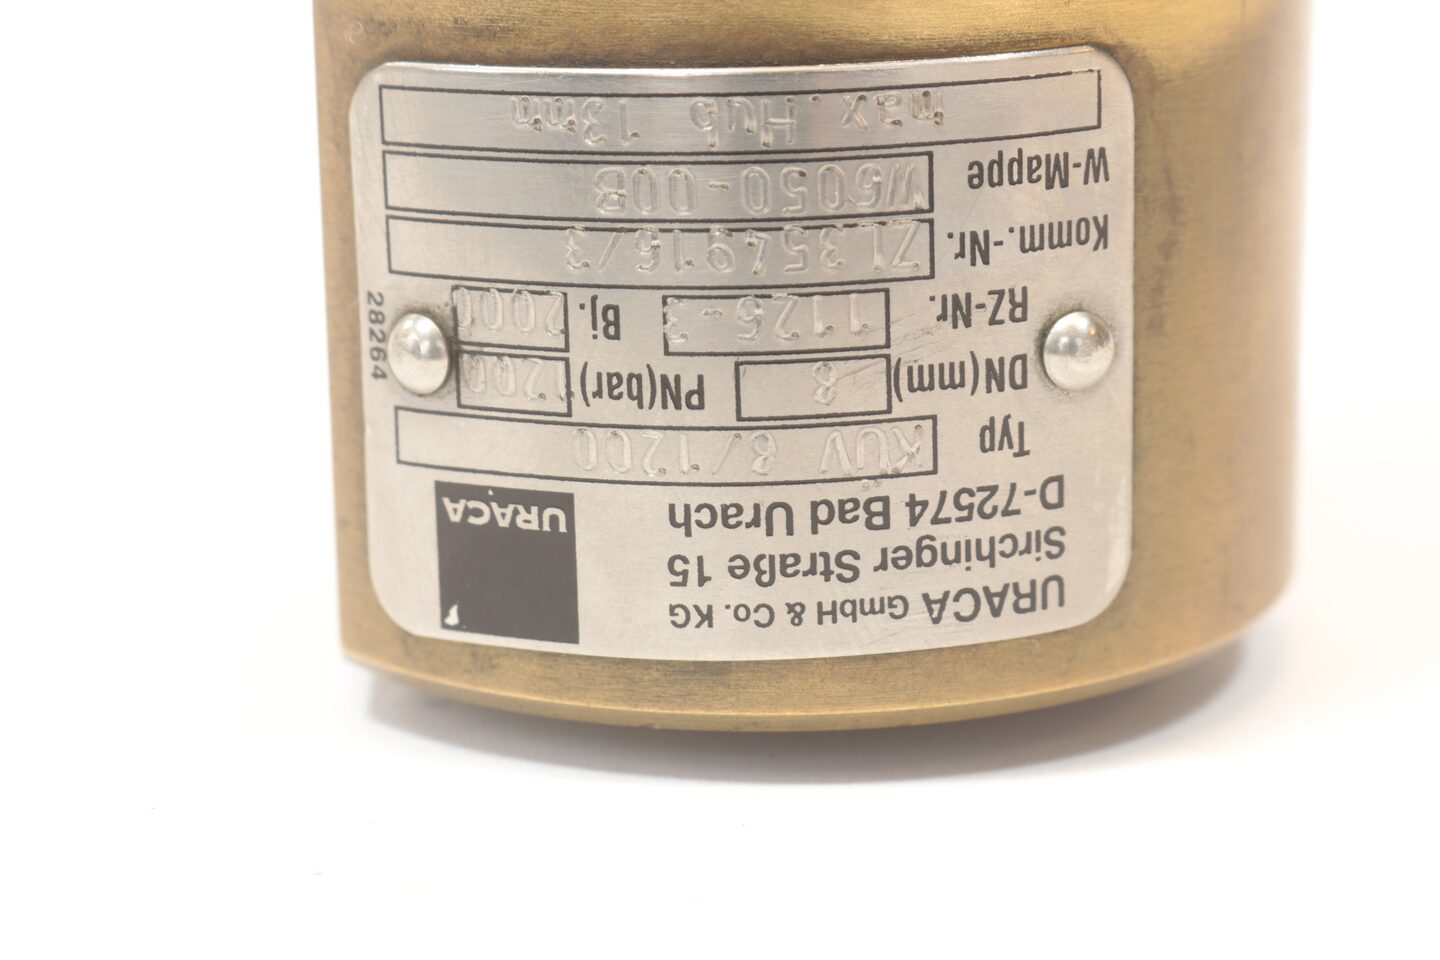 URACA GmbH & Co. KG
Sirchinger Straße 15
D-72574 Bad Urach
URACA
Typ KÜV 8/1200
DN(mm) 8 PN(bar) 1200
RZ-Nr. 1126-3 Bj. 2000
Komm.-Nr. ZL354916/3
W-Mappe W6050-00B
max. Hub 13mm
28264